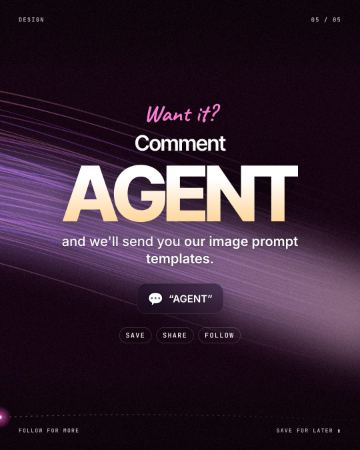 DESIGN
05 / 05
Want it?
Comment
AGENT
and we'll send you our image prompt
templates.
💬 "AGENT"
SAVE
SHARE
FOLLOW
FOLLOW FOR MORE
SAVE FOR LATER